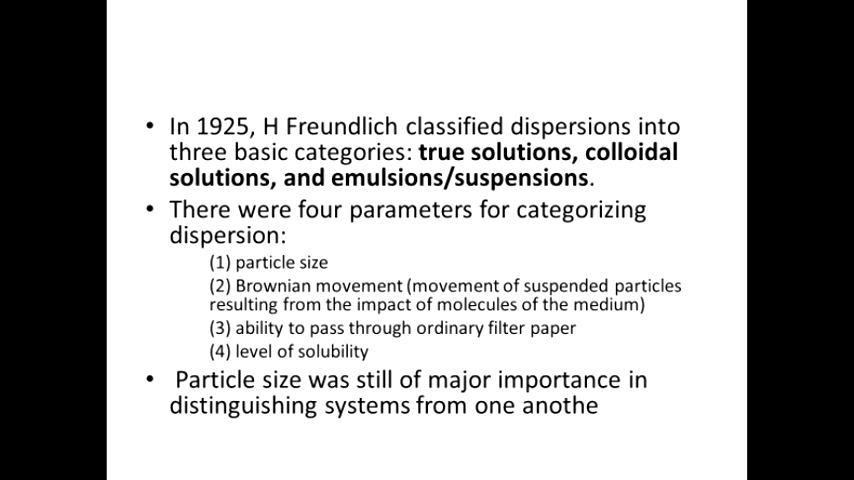 • In 1925, H Freundlich classified dispersions into
three basic categories: true solutions, colloidal
solutions, and emulsions/suspensions.
• There were four parameters for categorizing
dispersion:
(1) particle size
(2) Brownian movement (movement of suspended particles
resulting from the impact of molecules of the medium)
(3) ability to pass through ordinary filter paper
(4) level of solubility
• Particle size was still of major importance in
distinguishing systems from one anothe